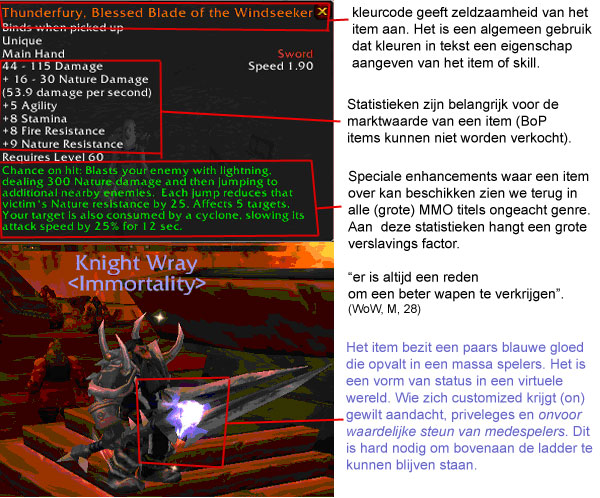 Thunderfury, Blessed Blade of the Windseeker
Binds when picked up
Unique
Main Hand Sword
44 - 115 Damage Speed 1.90
+ 16 - 30 Nature Damage
(53.9 damage per second)
+5 Agility
+8 Stamina
+8 Fire Resistance
+9 Nature Resistance
Requires Level 60
Chance on hit: Blasts your enemy with lightning,
dealing 300 Nature damage and then jumping to
additional nearby enemies. Each jump reduces that
victim's Nature resistance by 25. Affects 5 targets.
Your target is also consumed by a cyclone, slowing its
attack speed by 25% for 12 sec.
Knight Wray
<Immortality>
kleurcode geeft zeldzaamheid van het
item aan. Het is een algemeen gebruik
dat kleuren in tekst een eigenschap
aangeven van het item of skill.
Statistieken zijn belangrijk voor de
marktwaarde van een item (BoP
items kunnen niet worden verkocht).
Speciale enhancements waar een item
over kan beschikken zien we terug in
alle (grote) MMO titels ongeacht genre.
Aan deze statistieken hangt een grote
verslavings factor.
“er is altijd een reden
om een beter wapen te verkrijgen”.
(WoW, M, 28)
Het item bezit een paars blauwe gloed
die opvalt in een massa spelers. Het is
een vorm van status in een virtuele
wereld. Wie zich customized krijgt (on)
gewilt aandacht, priveleges en onvoor
waardelijke steun van medespelers. Dit
is hard nodig om bovenaan de ladder te
kunnen blijven staan.